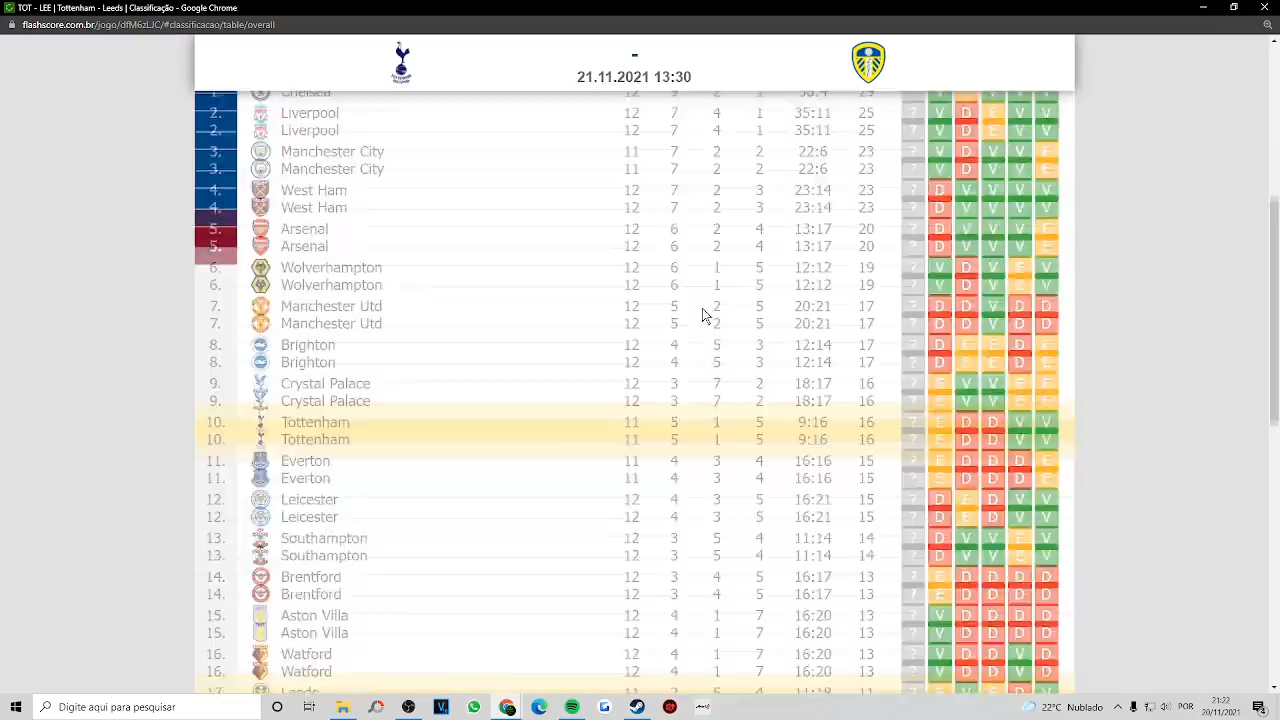 TOT - LEE | Tottenham - Leeds | Classificação - Google Chrome
flashscore.com.br/jogo/dM6gzLIC/#classificacao/table/overall
-
21.11.2021 13:30
Chelsea 12 9 2 1 29
2. Liverpool 12 7 4 1 35:11 25 ? V D E V V
2. Liverpool 12 7 4 1 35:11 25 ? V D E V V
3. Manchester City 11 7 2 2 22:6 23 ? V D V V E
3. Manchester City 11 7 2 2 22:6 23 ? V D V V E
4. West Ham 12 7 2 3 23:14 23 ? D V V V V
4. West Ham 12 7 2 3 23:14 23 ? D V V V V
5. Arsenal 12 6 2 4 13:17 20 ? D V V V E
5. Arsenal 12 6 2 4 13:17 20 ? D V V V E
6. Wolverhampton 12 6 1 5 12:12 19 ? V D V E V
6. Wolverhampton 12 6 1 5 12:12 19 ? V D V E V
7. Manchester Utd 12 5 2 5 20:21 17 ? D D V D D
7. Manchester Utd 12 5 2 5 20:21 17 ? D D V D D
8. Brighton 12 4 5 3 12:14 17 ? D E E D E
8. Brighton 12 4 5 3 12:14 17 ? D E E D E
9. Crystal Palace 12 3 7 2 18:17 16 ? E V V E E
9. Crystal Palace 12 3 7 2 18:17 16 ? E V V E E
10. Tottenham 11 5 1 5 9:16 16 ? E D D V V
10. Tottenham 11 5 1 5 9:16 16 ? E D D V V
11. Everton 11 4 3 4 16:16 15 ? E D D D E
11. Everton 11 4 3 4 16:16 15 ? E D D D E
12. Leicester 12 4 3 5 16:21 15 ? D E D V V
12. Leicester 12 4 3 5 16:21 15 ? D E D V V
13. Southampton 12 3 5 4 11:14 14 ? D V V E V
13. Southampton 12 3 5 4 11:14 14 ? D V V E V
14. Brentford 12 3 4 5 16:17 13 ? E D D D D
14. Brentford 12 3 4 5 16:17 13 ? E D D D D
15. Aston Villa 12 4 1 7 16:20 13 ? V D D D D
15. Aston Villa 12 4 1 7 16:20 13 ? V D D D D
16. Watford 12 4 1 7 16:20 13 ? V D D V D
16. Watford 12 4 1 7 16:20 13 ? V D D V D
17. Leeds 11 2 5 4 11:19 11
Digite aqui para pesquisar
22°C Nublado
POR
21:22
20/11/2021